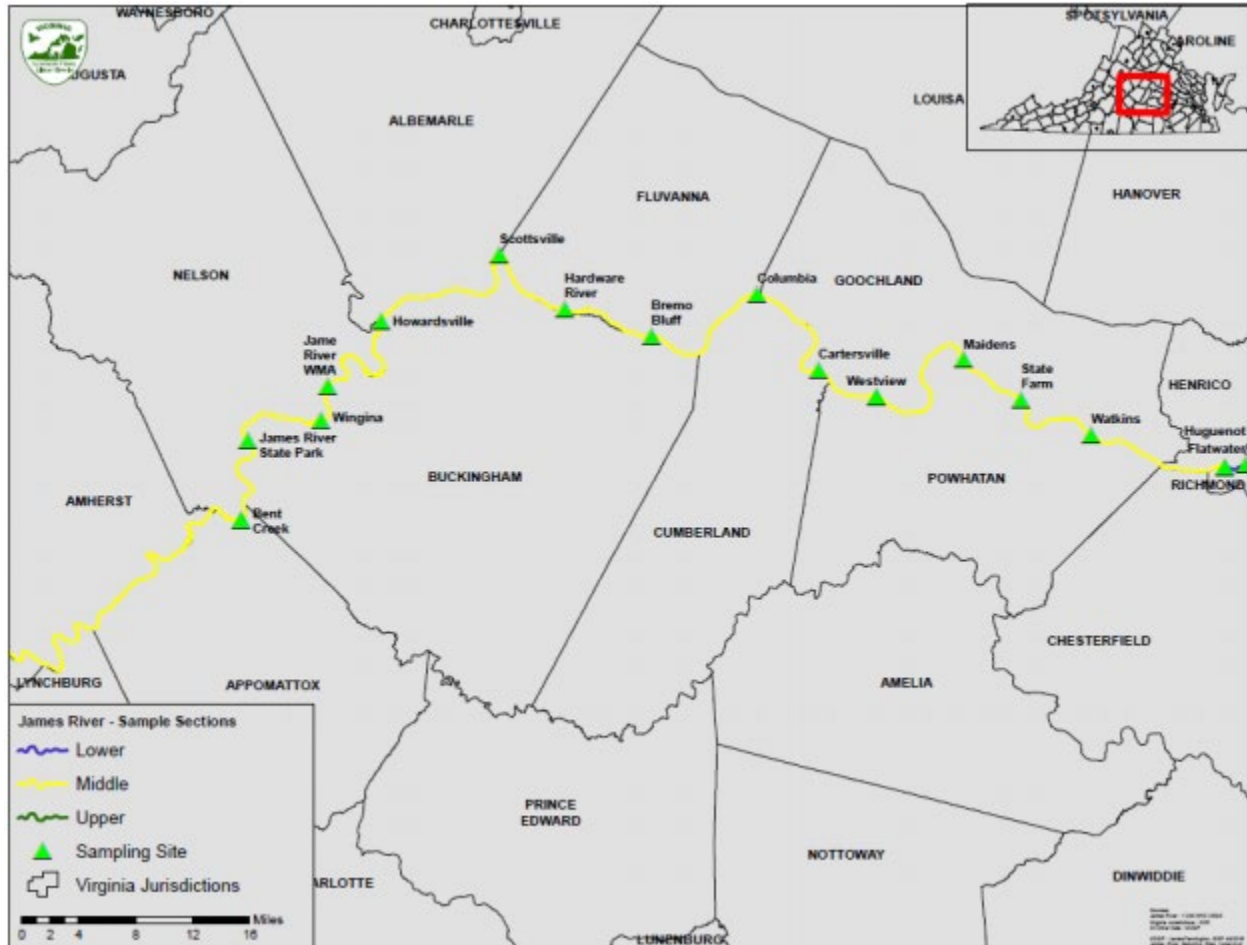 WAYNESBORO
CHARLOTTESVILLE
SPOTSYLVANIA
AROLINE
UGUSTA
LOUISA
ALBEMARLE
HANOVER
FLUVANNA
Scottsville
NELSON
Hardware
River
Columbia
GOOCHLAND
Bremo
Bluff
Howardsville
Jame
River
WMA
Maidens
Cartersville
State
Farm
Westview
HENRICO
Wingina
Watkins
Huguenot
Flatwater
James River
State Park
BUCKINGHAM
POWHATAN
RICHMOND
AMHERST
Bent
Creek
CUMBERLAND
CHESTERFIELD
LYNCHBURG
APPOMATTOX
AMELIA
James River - Sample Sections
Lower
Middle
Upper
Sampling Site
Virginia Jurisdictions
Miles
0 2 4 8 12 16
PRINCE
EDWARD
NOTTOWAY
ARLOTTE
DINWIDDIE
LUNENBURG